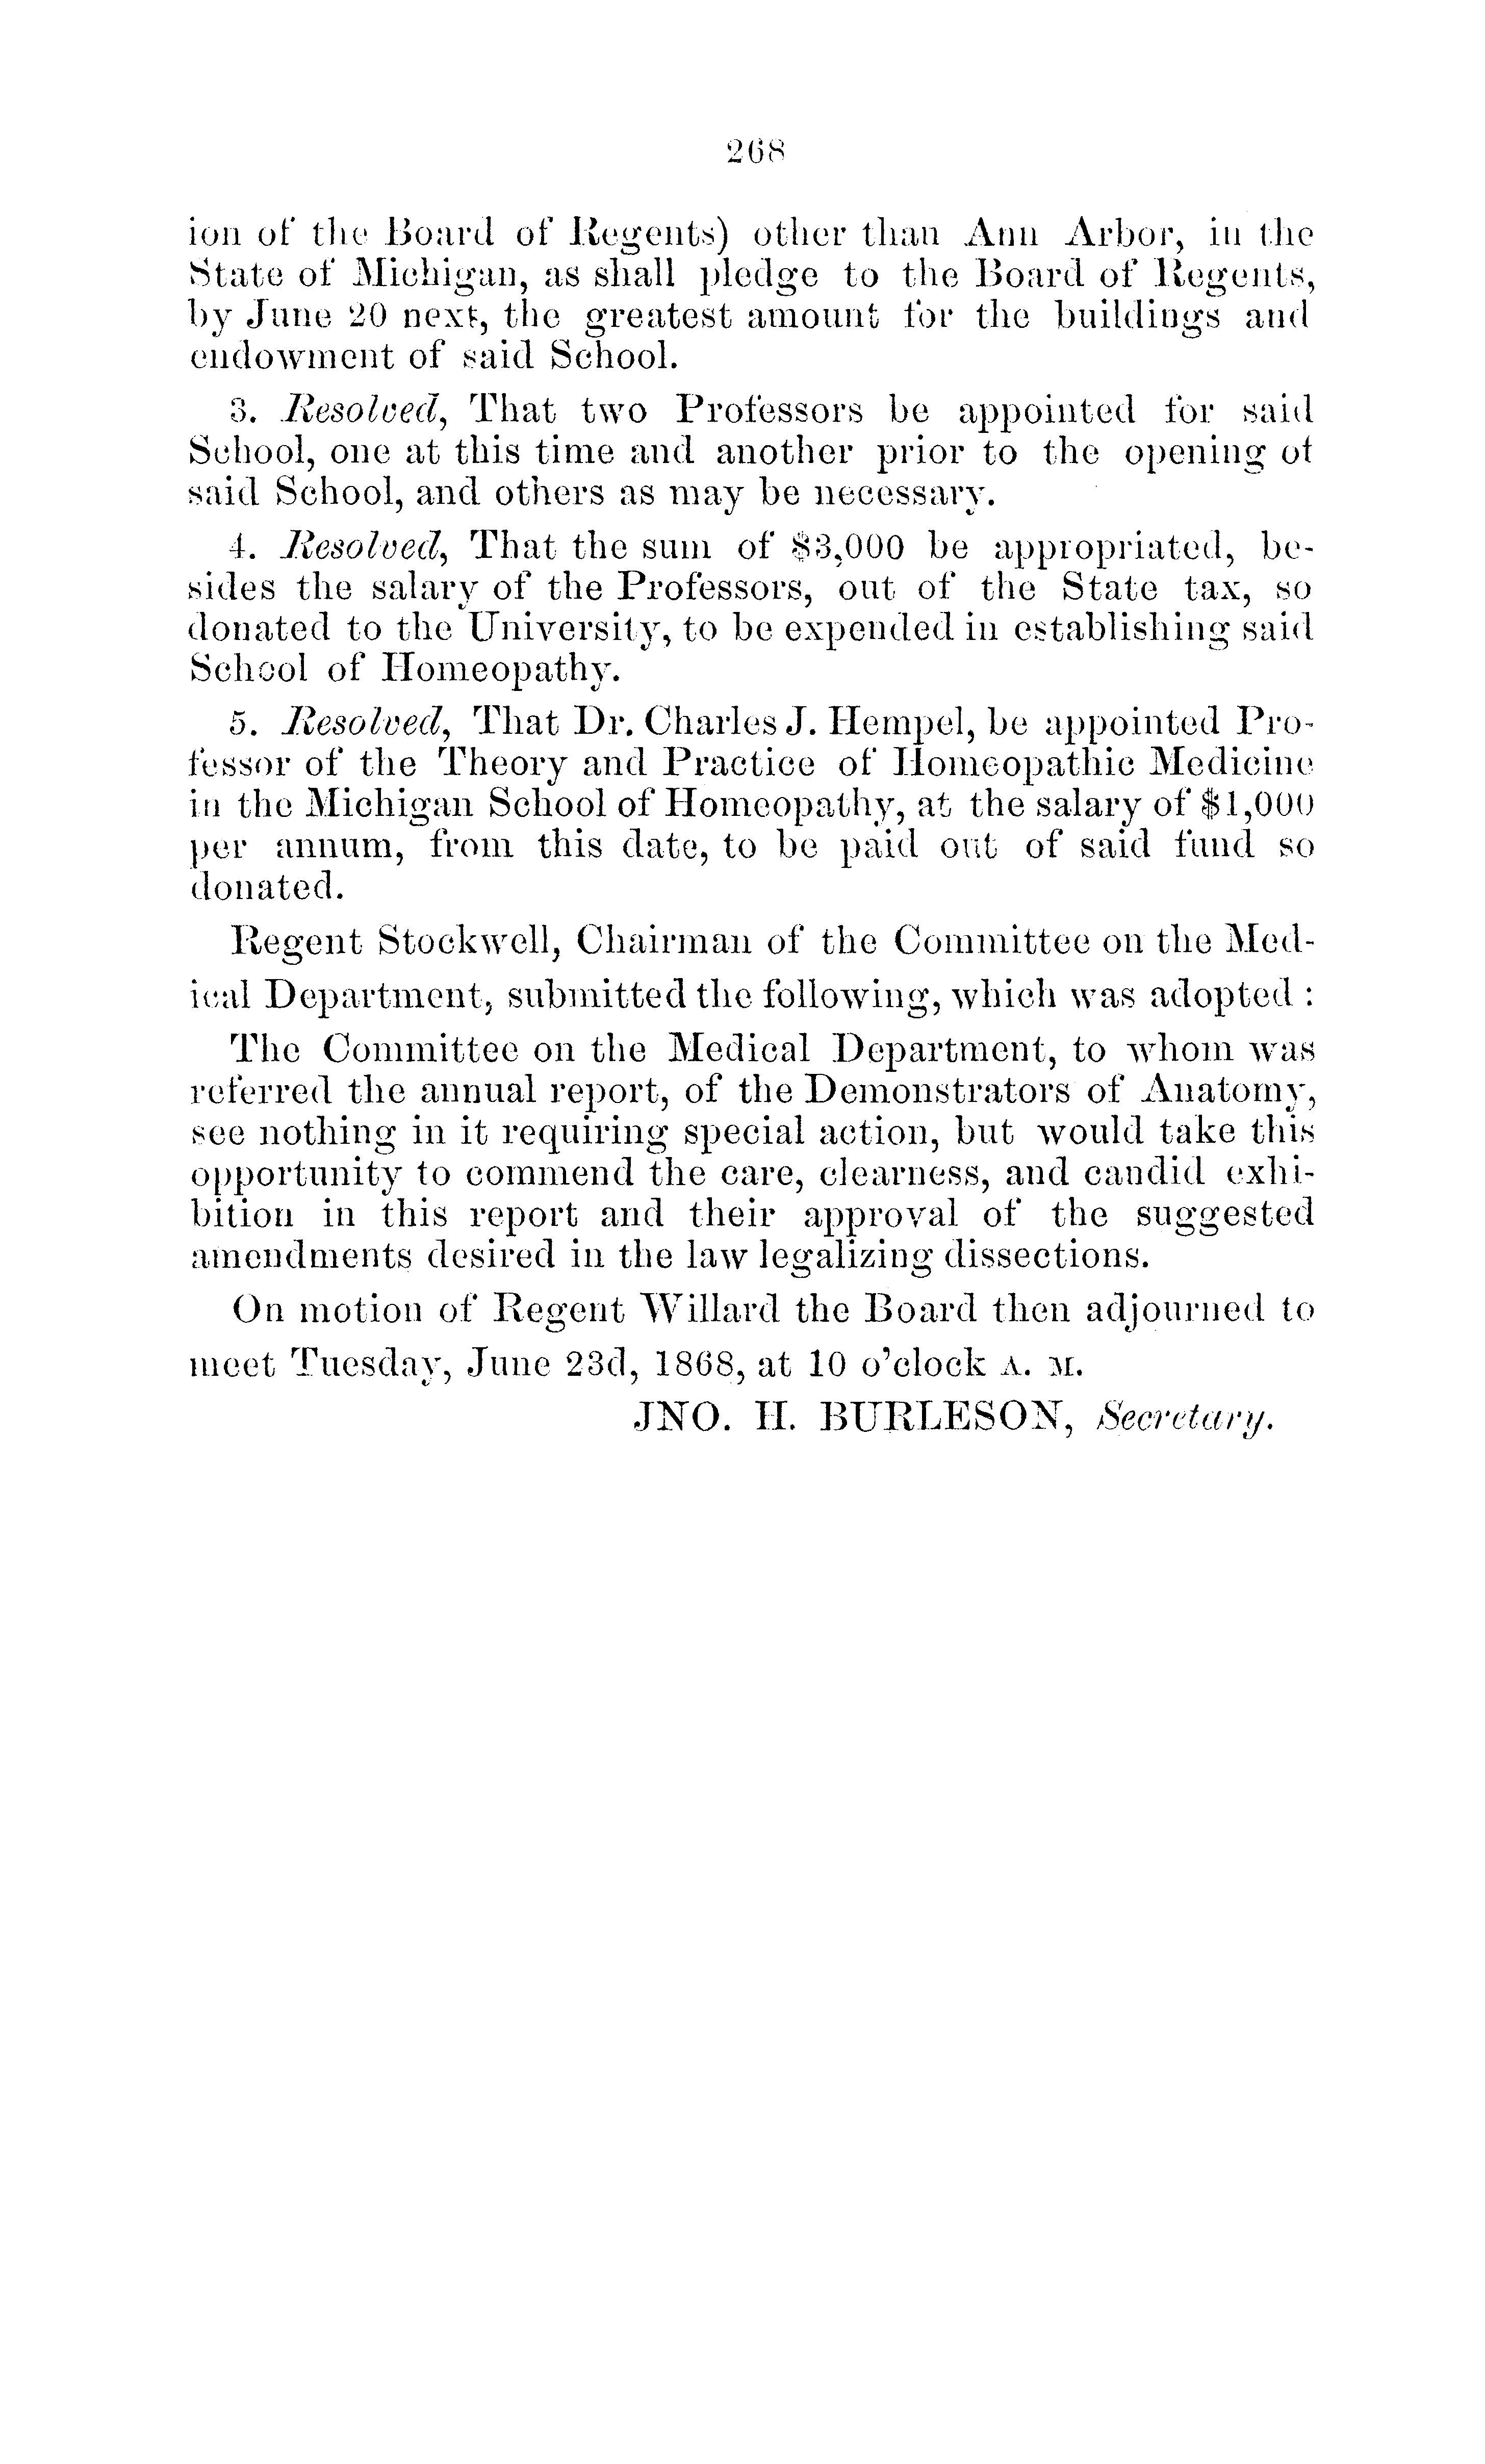 268
ion of the Board of Regents) other than Ann Arbor, in the
State of Michigan, as shall pledge to the Board of Regents,
by June 20 next, the greatest amount for the buildings and
endowment of said School.
3. Resolved, That two Professors be appointed for said
School, one at this time and another prior to the opening of
said School, and others as may be necessary.
4. Resolved, That the sum of $3,000 be appropriated, be-
sides the salary of the Professors, out of the State tax, so
donated to the University, to be expended in establishing said
School of Homeopathy.
5. Resolved, That Dr. Charles J. Hempel, be appointed Pro-
fessor of the Theory and Practice of Homeopathic Medicine
in the Michigan School of Homeopathy, at the salary of $1,000
per annum, from this date, to be paid out of said fund so
donated.
Regent Stockwell, Chairman of the Committee on the Med-
ical Department, submitted the following, which was adopted :
The Committee on the Medical Department, to whom was
referred the annual report, of the Demonstrators of Anatomy,
see nothing in it requiring special action, but would take this
opportunity to commend the care, clearness, and candid exhi-
bition in this report and their approval of the suggested
amendments desired in the law legalizing dissections.
On motion of Regent Willard the Board then adjourned to
meet Tuesday, June 23d, 1868, at 10 o'clock A. M.
JNO. H. BURLESON, Secretary.